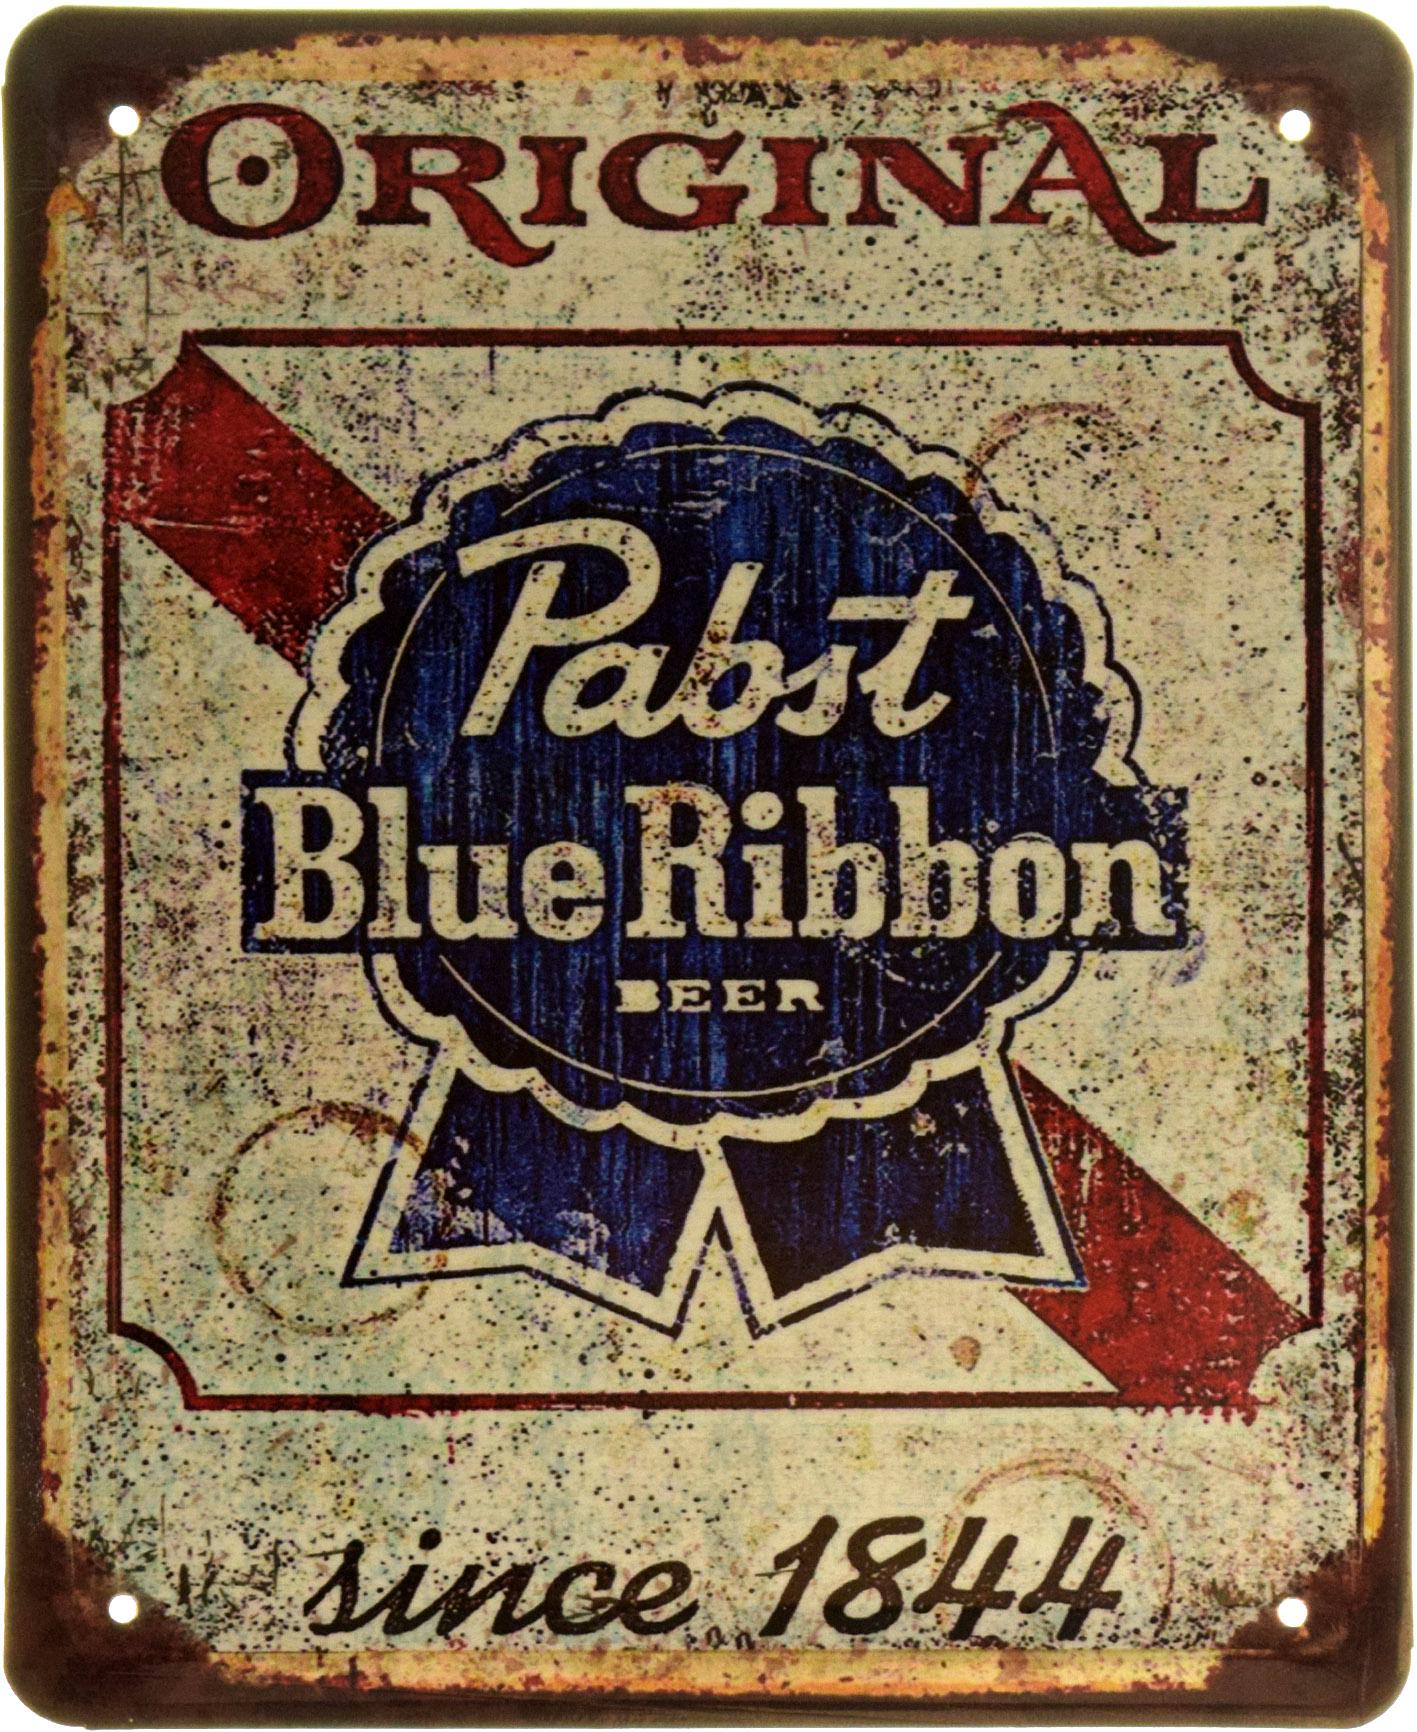 ORIGINAL
Pabst
Blue Ribbon
BEER
since 1844